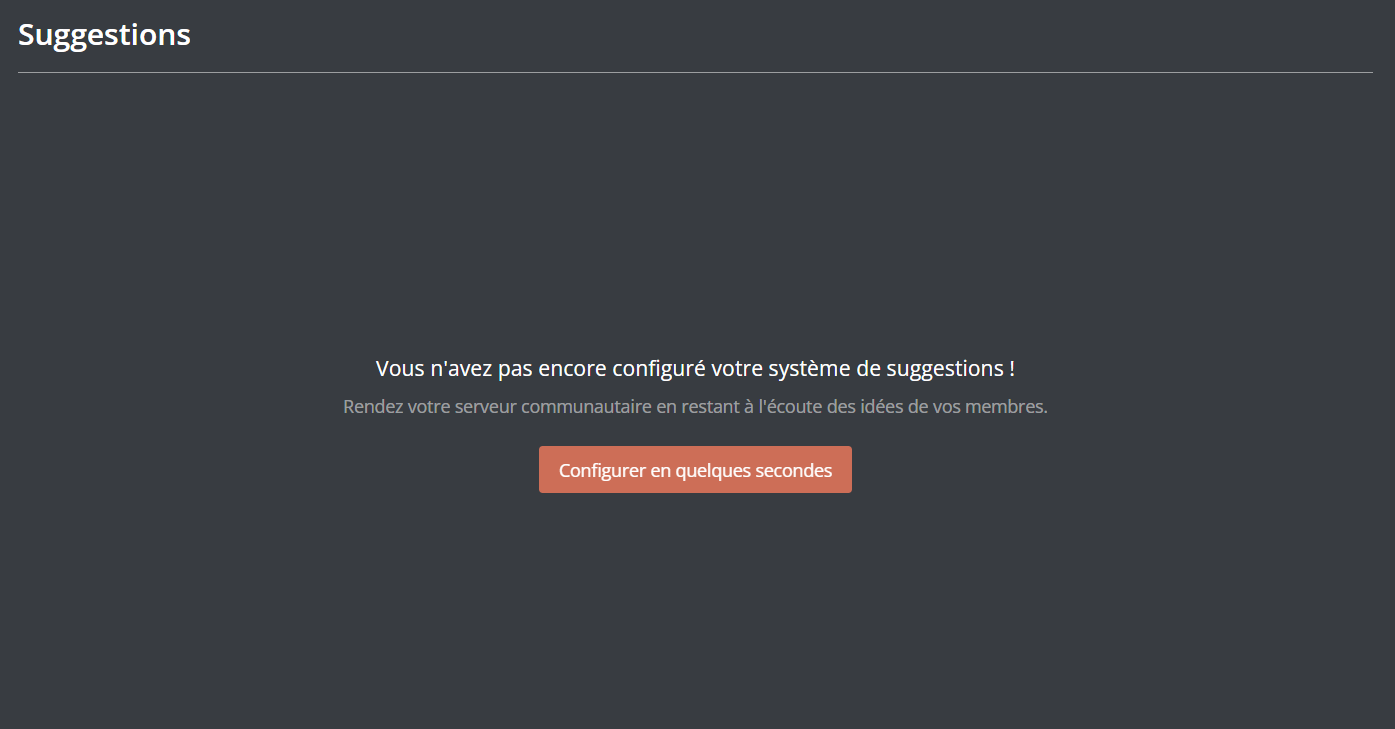 Suggestions
Vous n'avez pas encore configuré votre système de suggestions !
Rendez votre serveur communautaire en restant à l'écoute des idées de vos membres.
Configurer en quelques secondes